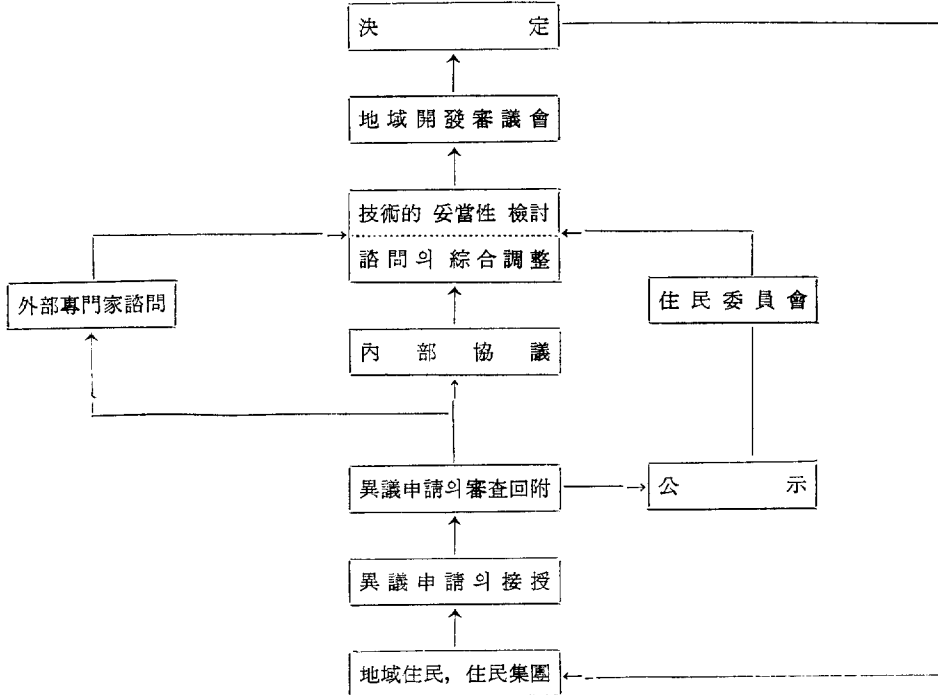 決 定
地 域 開 發 審 議 會
技術的 妥當性 檢討
諮 問 의 綜 合 調 整
外部專門家諮問
住 民 委 員 會
內 部 協 議
異議申請의審査回附
公 示
異 議 申 請 의 接 授
地域住民, 住民集團